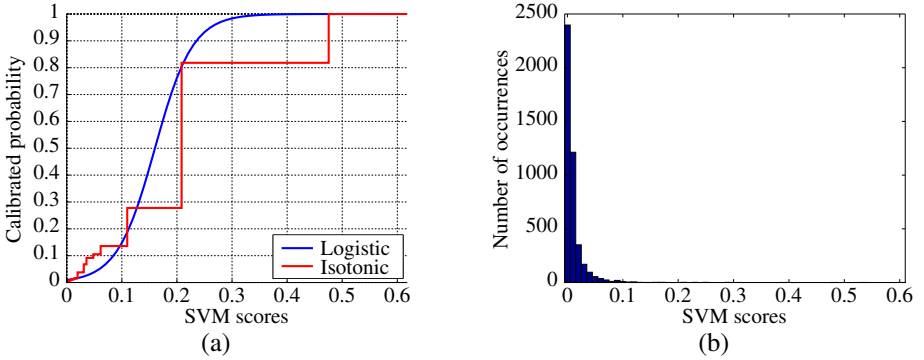 Calibrated probability
1
0.9
0.8
0.7
0.6
0.5
0.4
0.3
0.2
0.1
0
0 0.1 0.2 0.3 0.4 0.5 0.6
SVM scores
Logistic
Isotonic
(a)
Number of occurrences
2500
2000
1500
1000
500
0
0 0.1 0.2 0.3 0.4 0.5 0.6
SVM scores
(b)